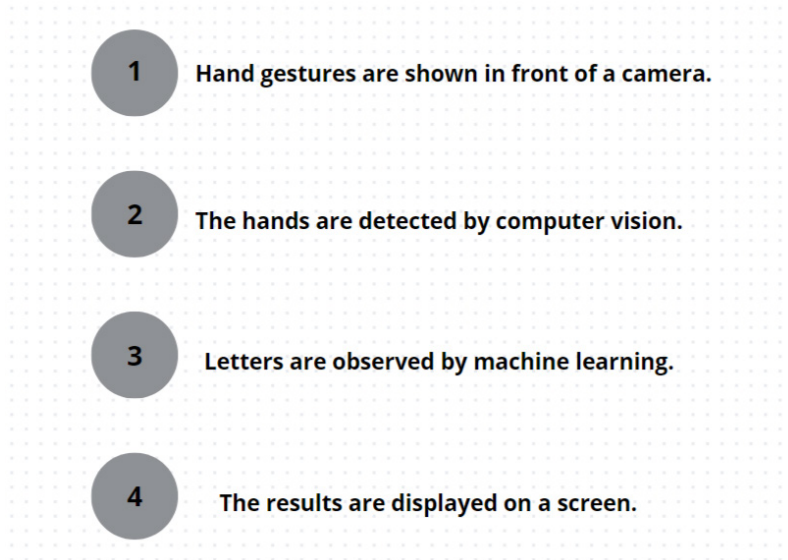 1 Hand gestures are shown in front of a camera.
2 The hands are detected by computer vision.
3 Letters are observed by machine learning.
4 The results are displayed on a screen.